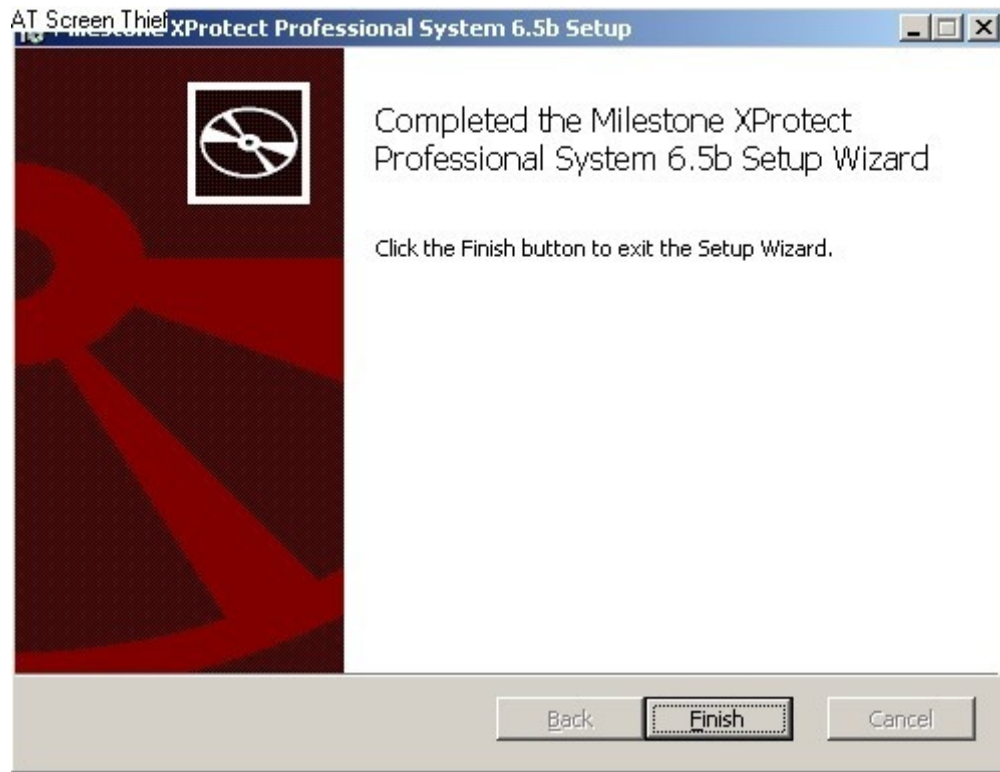 AT Screen Thief
Milestone XProtect Professional System 6.5b Setup
Completed the Milestone XProtect
Professional System 6.5b Setup Wizard
Click the Finish button to exit the Setup Wizard.
Back Finish Cancel